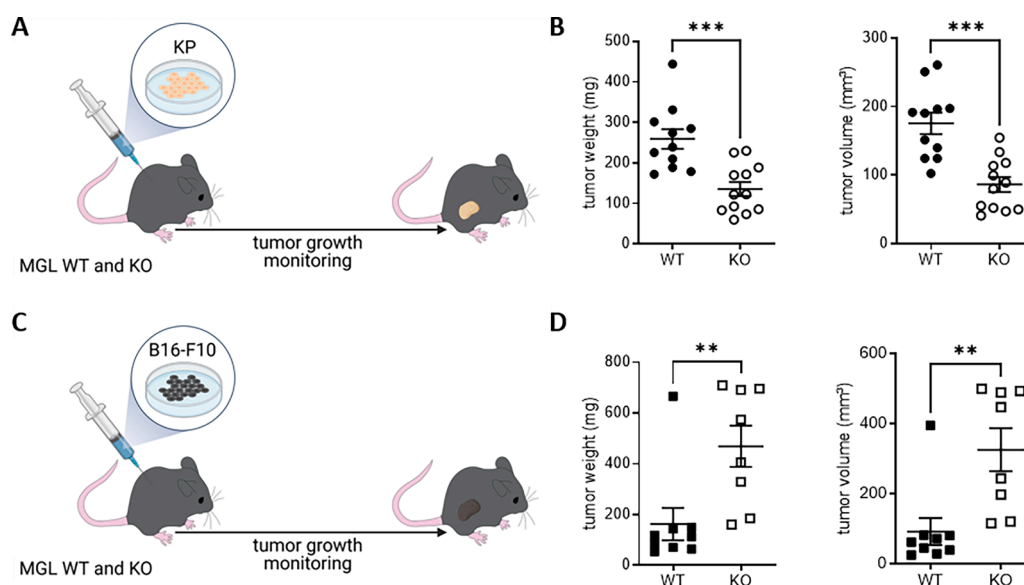 A
KP
tumor growth
monitoring
MGL WT and KO
B
***
500
400
300
200
100
0
tumor weight (mg)
WT KO
***
300
200
100
0
tumor volume (mm³)
WT KO
C
B16-F10
tumor growth
monitoring
MGL WT and KO
D
**
800
600
400
200
0
tumor weight (mg)
WT KO
**
600
400
200
0
tumor volume (mm³)
WT KO